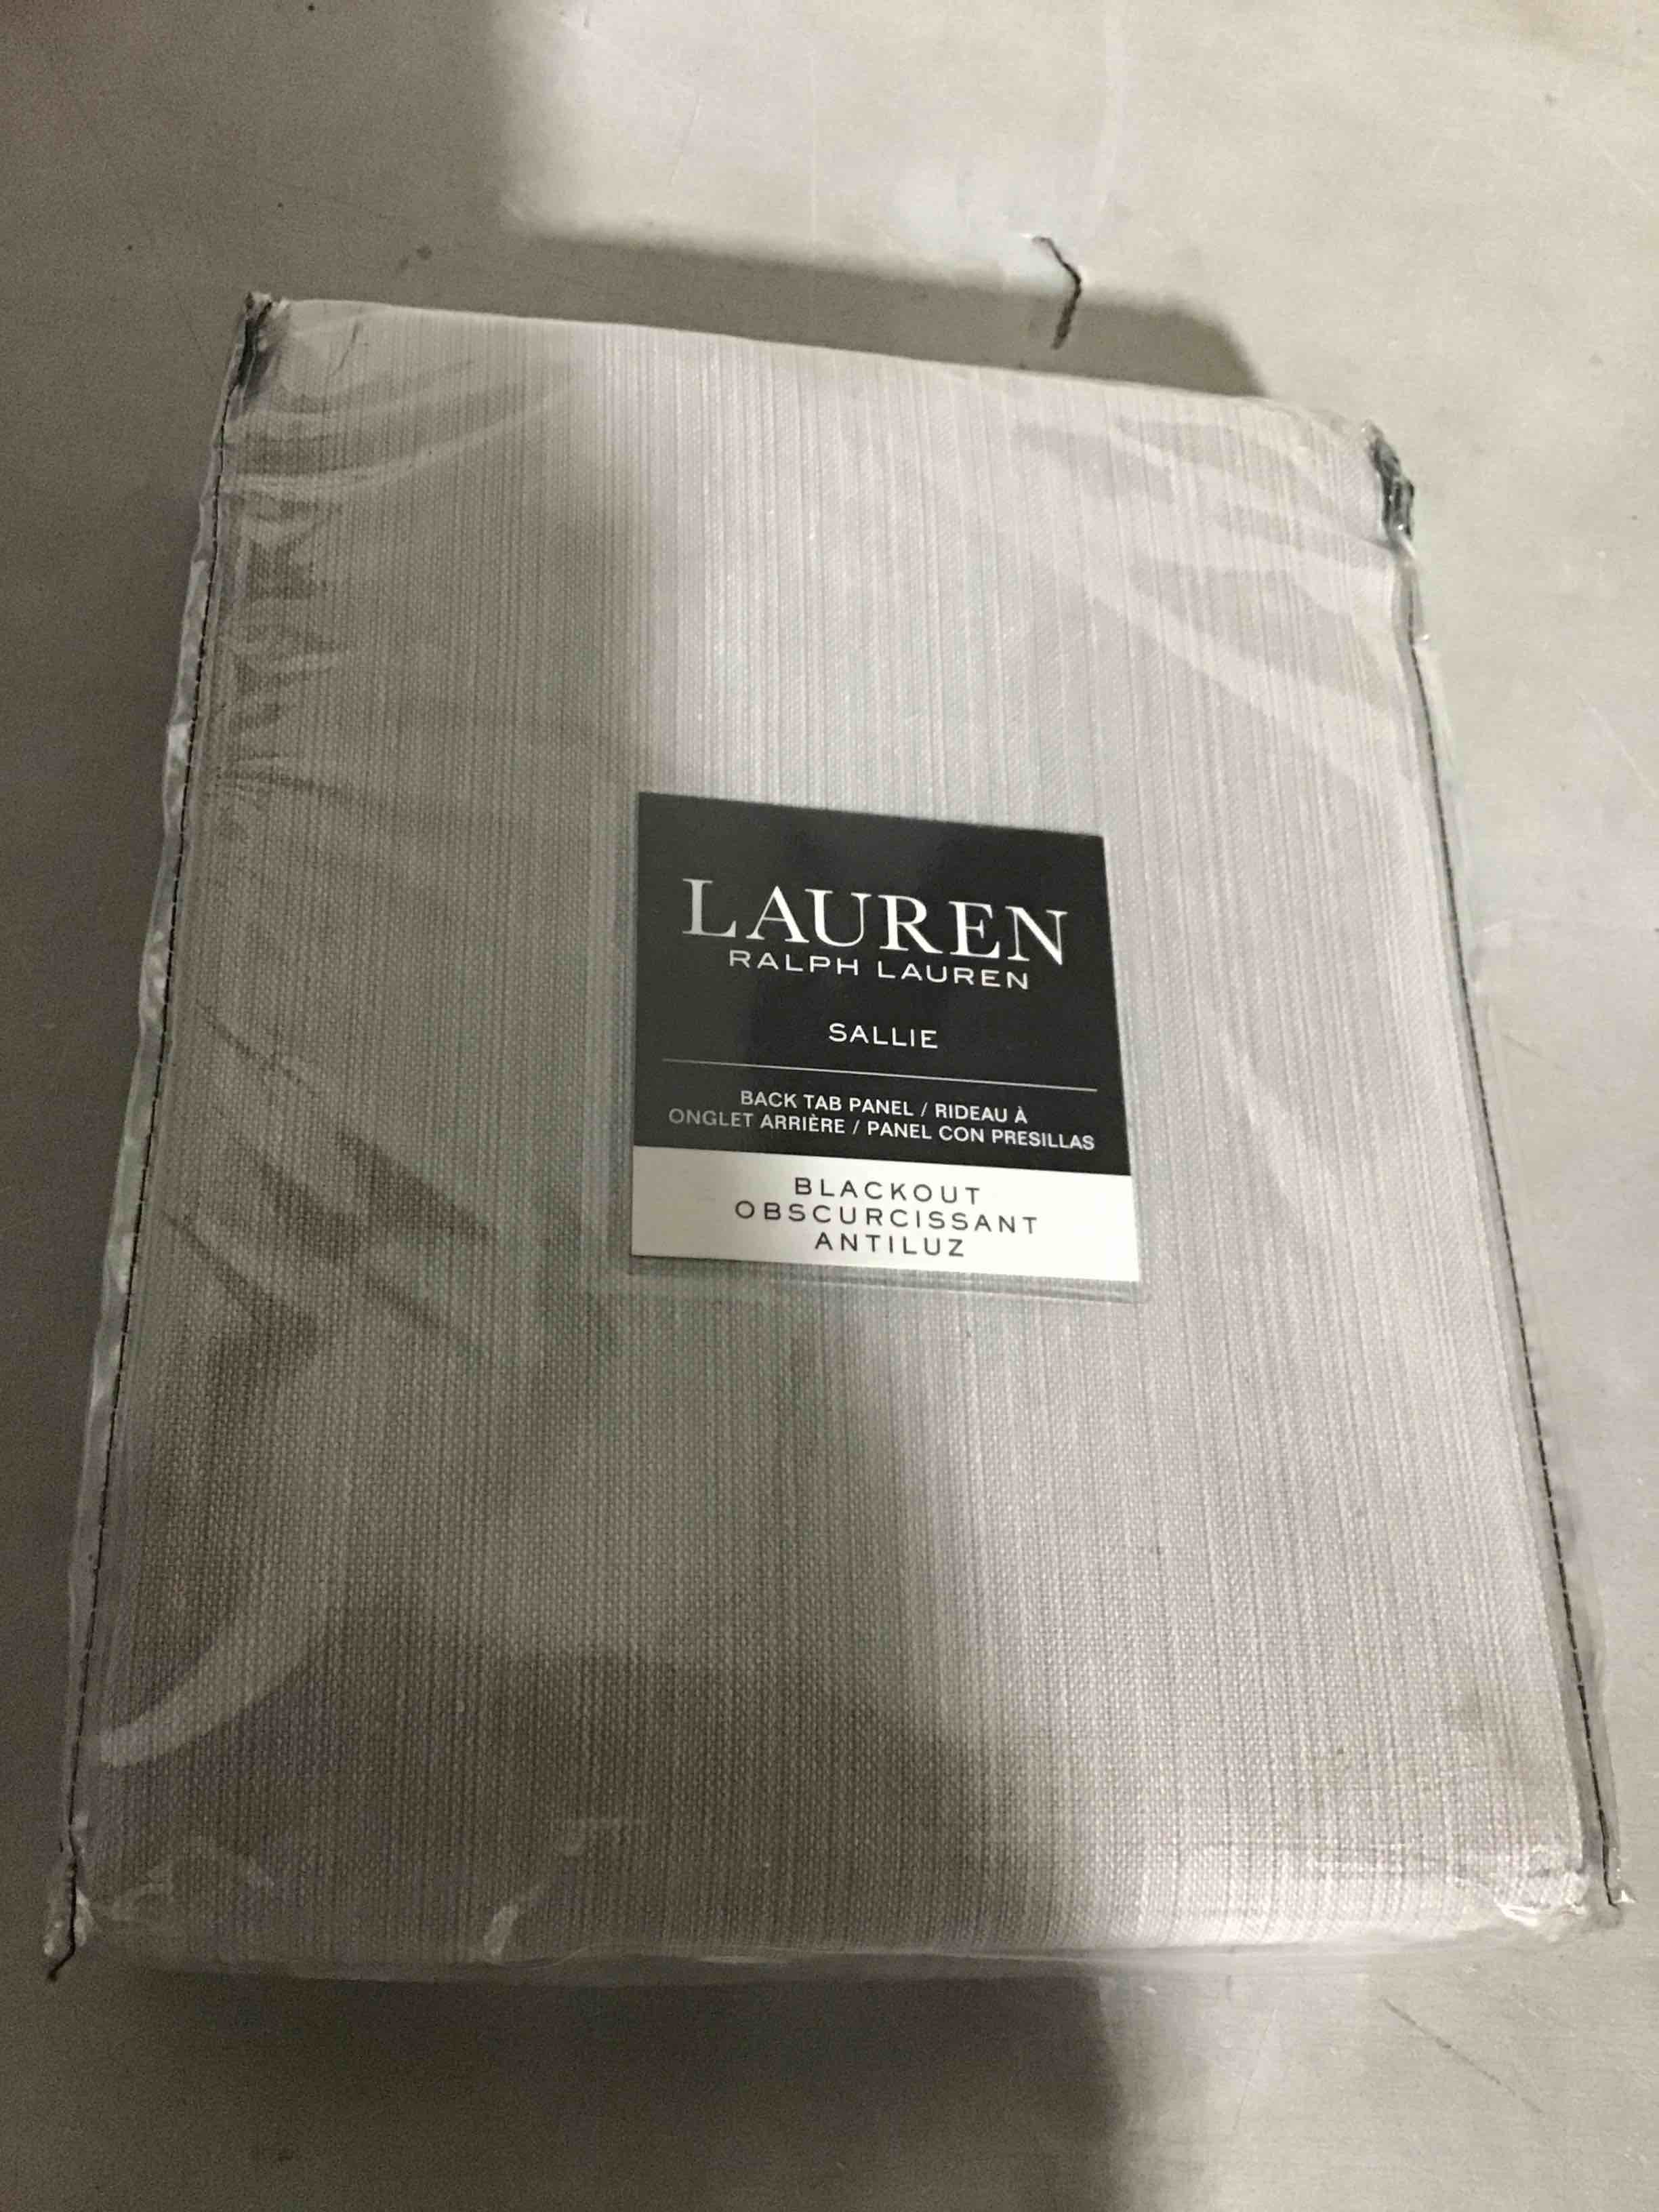 LAUREN
RALPH LAUREN
SALLIE
BACK TAB PANEL / RIDEAU À
ONGLET ARRIÈRE / PANEL CON PRESILLAS
BLACKOUT
OBSCURCISSANT
ANTILUZ